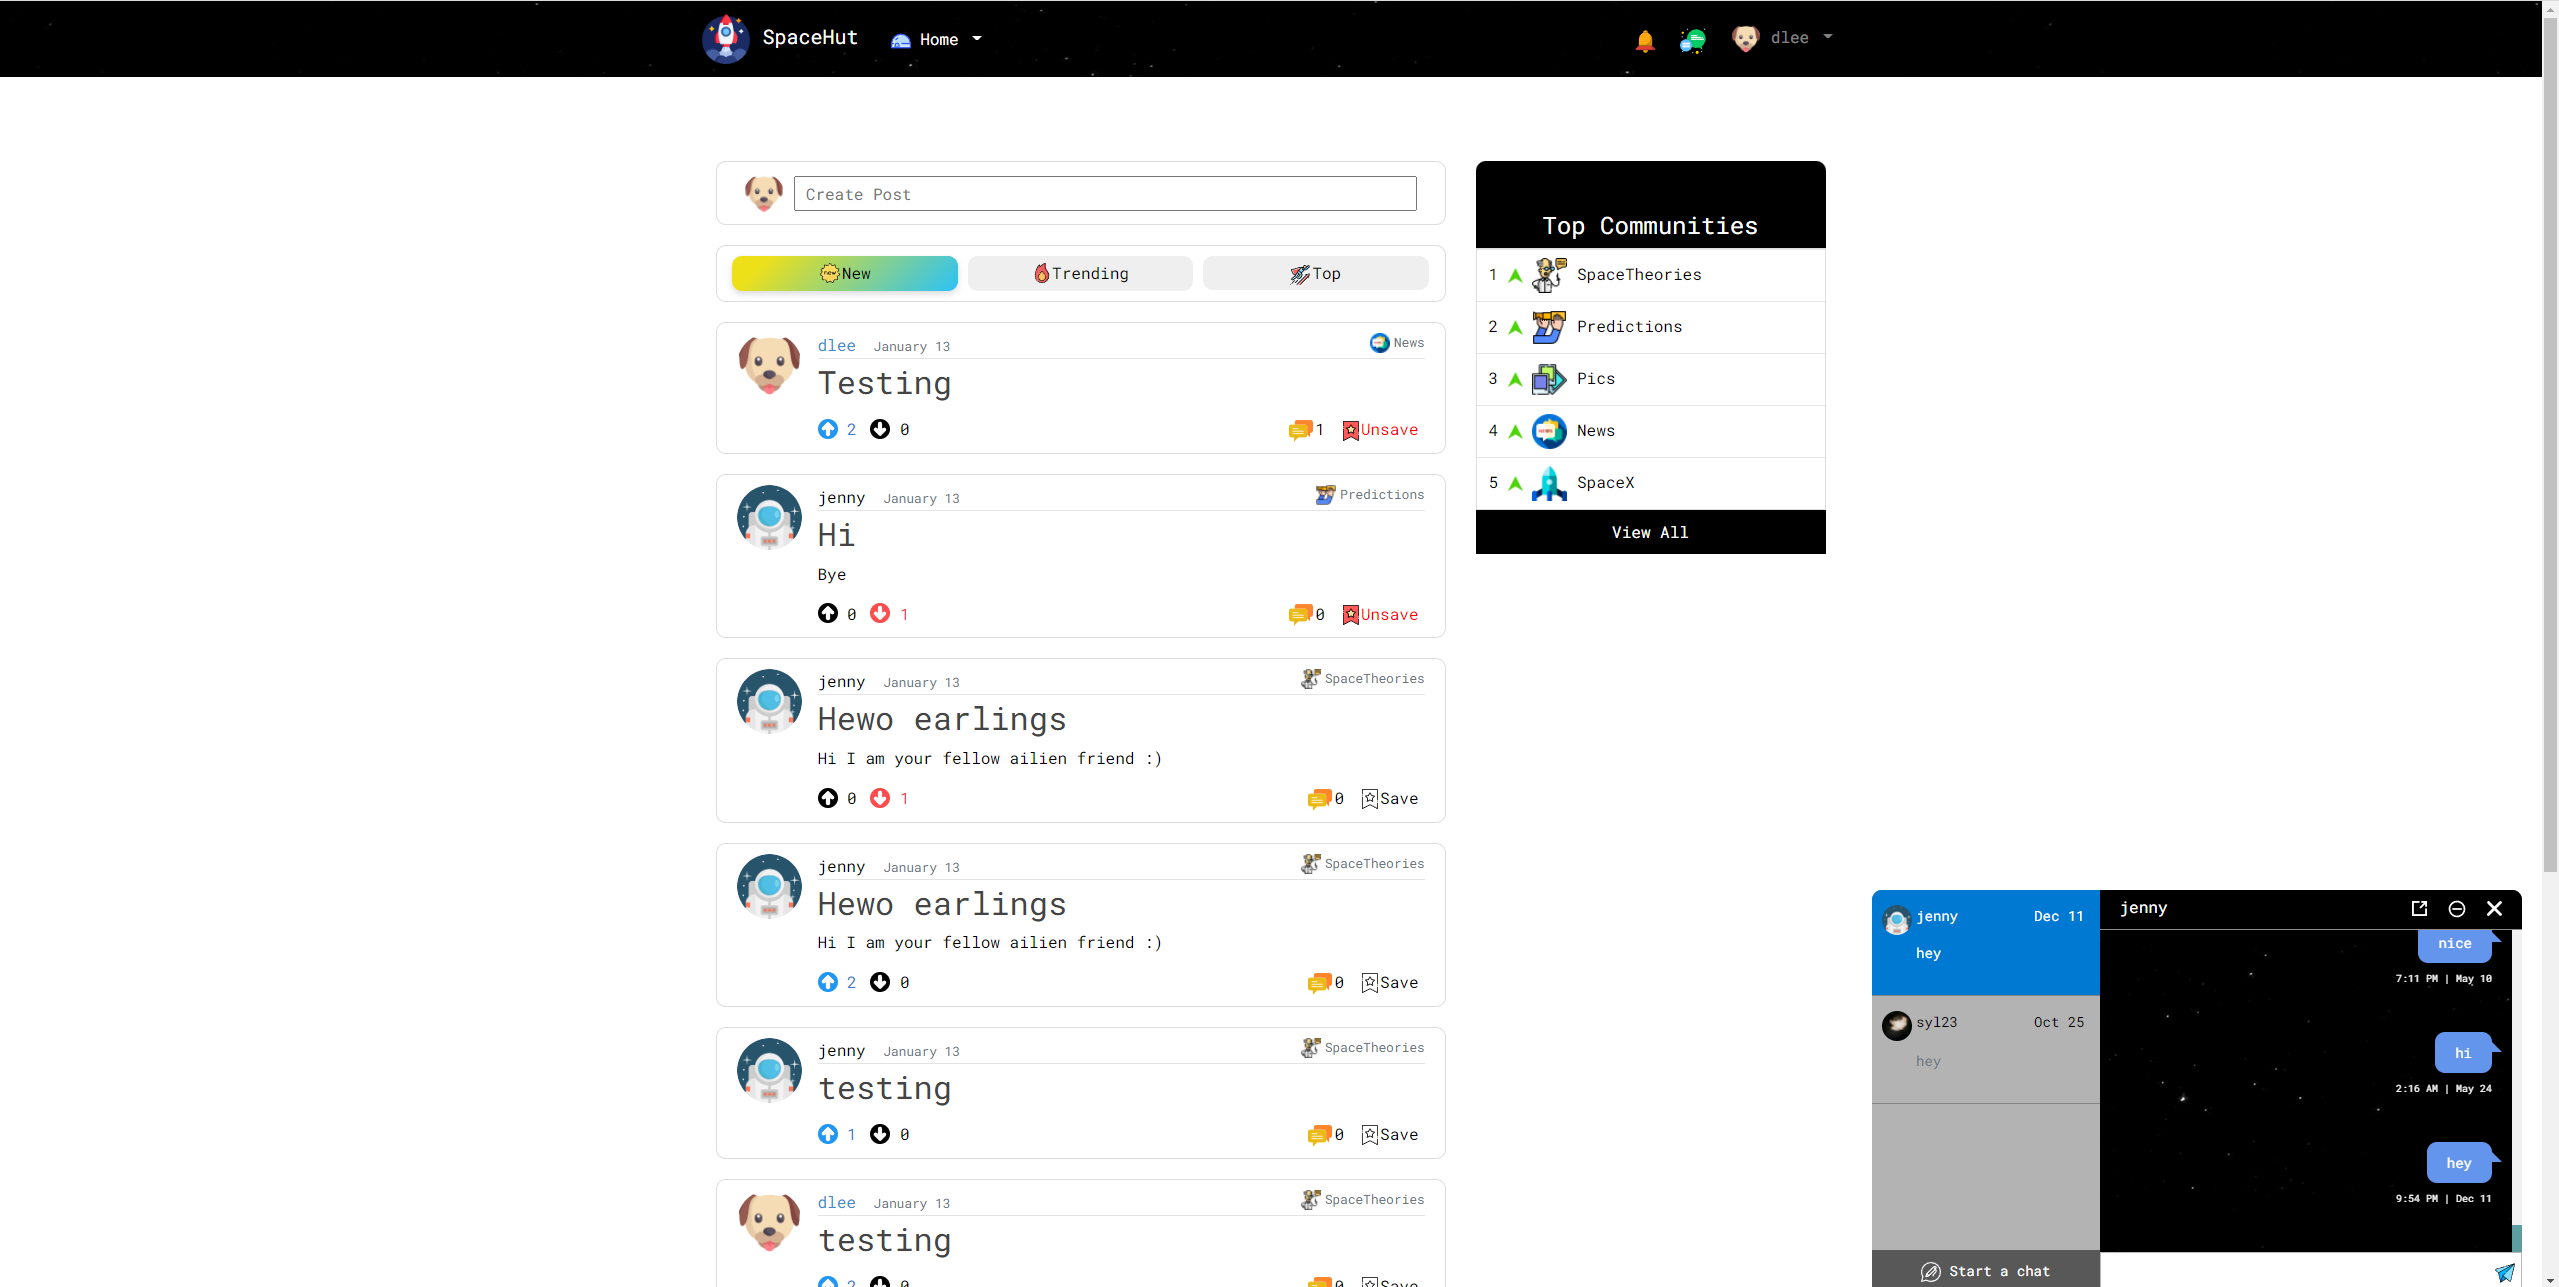 SpaceHut Home dlee
Create Post
New Trending Top
dlee January 13 News
Testing
2 0 1 Unsave
jenny January 13 Predictions
Hi
Bye
0 1 0 Unsave
jenny January 13 SpaceTheories
Hewo earlings
Hi I am your fellow ailien friend :)
0 1 0 Save
jenny January 13 SpaceTheories
Hewo earlings
Hi I am your fellow ailien friend :)
2 0 0 Save
jenny January 13 SpaceTheories
testing
1 0 0 Save
dlee January 13 SpaceTheories
testing
2 0 0 Save
Top Communities
1 SpaceTheories
2 Predictions
3 Pics
4 News
5 SpaceX
View All
jenny Dec 11
hey
syl23 Oct 25
hey
Start a chat
jenny
nice
7:11 PM | May 10
hi
2:16 AM | May 24
hey
9:54 PM | Dec 11